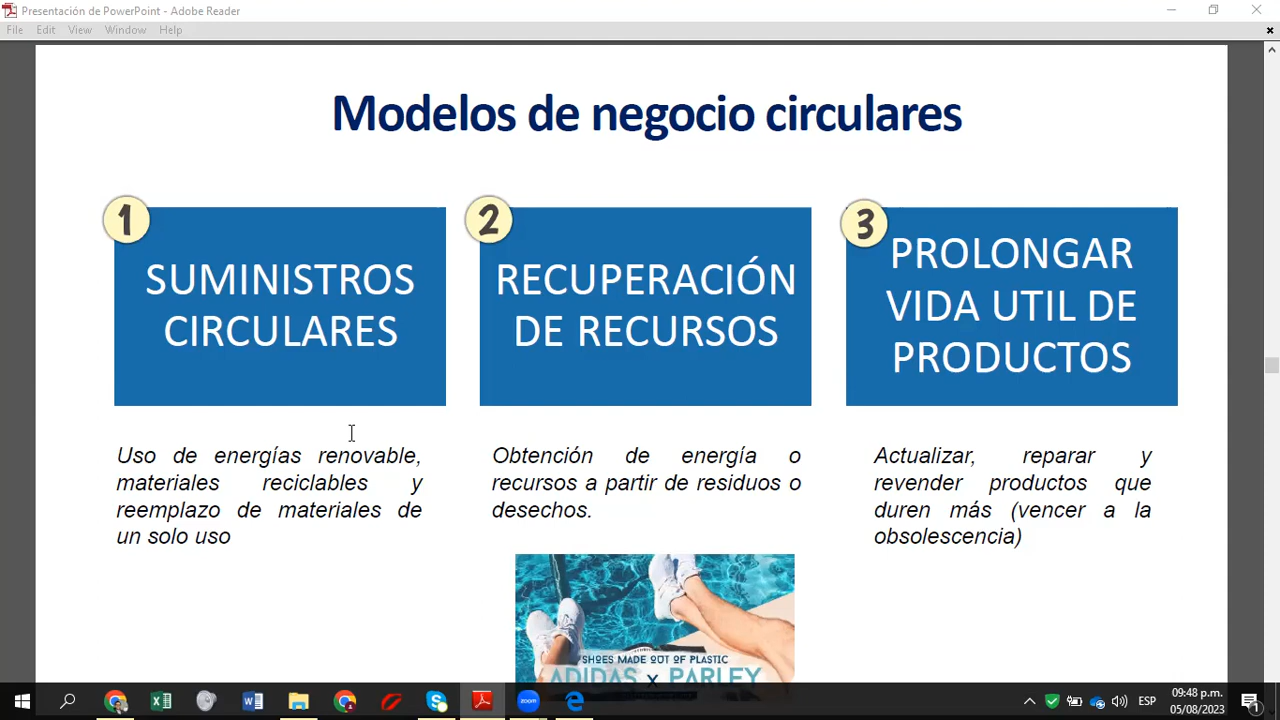 Presentación de PowerPoint - Adobe Reader
File Edit View Window Help
Modelos de negocio circulares
1
SUMINISTROS
CIRCULARES
Uso de energías renovable,
materiales reciclables y
reemplazo de materiales de
un solo uso
2
RECUPERACIÓN
DE RECURSOS
Obtención de energía o
recursos a partir de residuos o
desechos.
SHOES MADE OUT OF PLASTIC
ADIDAS x PARLEY
3
PROLONGAR
VIDA UTIL DE
PRODUCTOS
Actualizar, reparar y
revender productos que
duren más (vencer a la
obsolescencia)
zoom
ESP
09:48 p.m.
05/08/2023
1